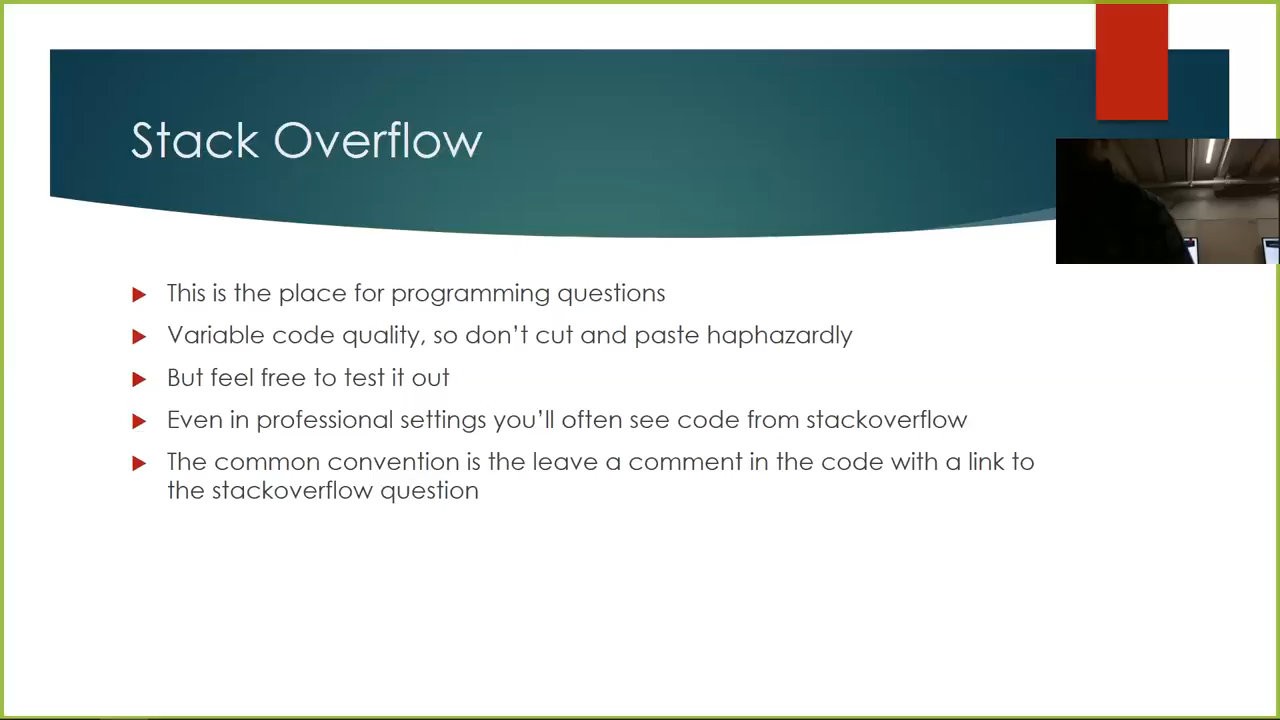 Stack Overflow
This is the place for programming questions
Variable code quality, so don’t cut and paste haphazardly
But feel free to test it out
Even in professional settings you’ll often see code from stackoverflow
The common convention is the leave a comment in the code with a link to
the stackoverflow question